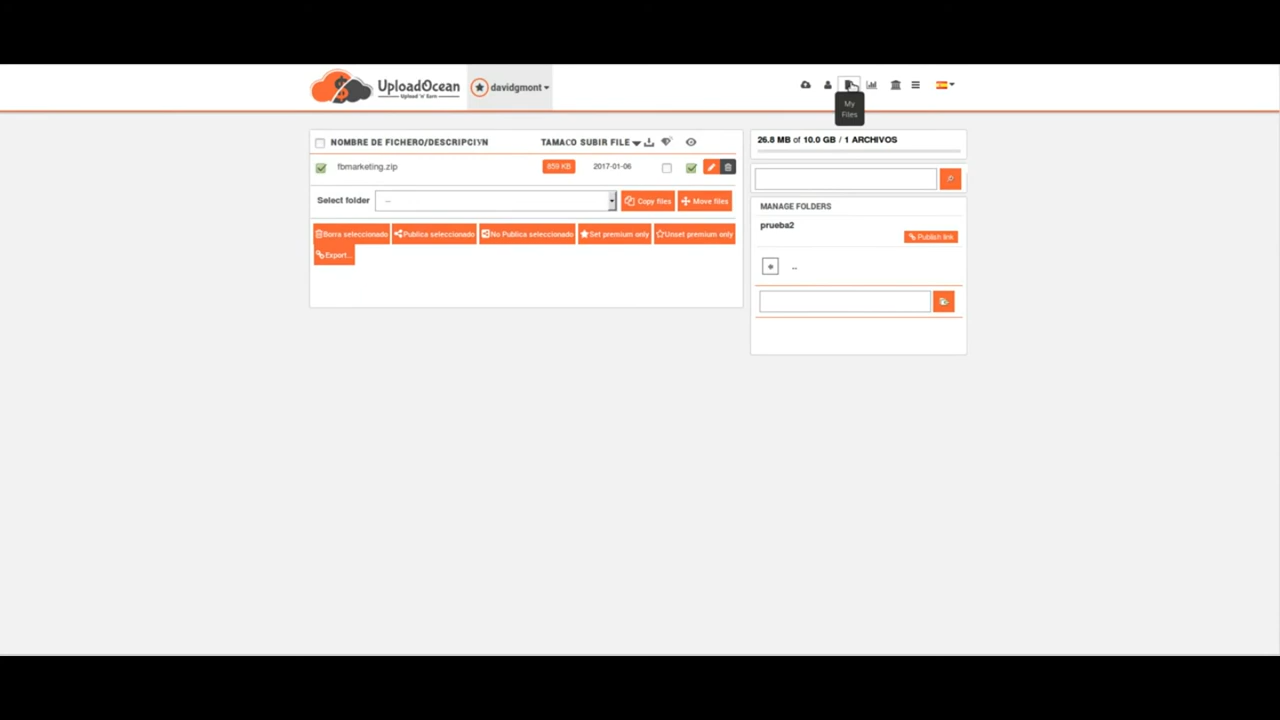 UploadOcean
Upload 'n' Earn
davidgmont
My
Files
NOMBRE DE FICHERO/DESCRIPCIYN TAMACO SUBIR FILE
fbmarketing.zip 859 KB 2017-01-06
Select folder -- Copy files Move files
Borra seleccionado Publica seleccionado No Publica seleccionado Set premium only Unset premium only
Export...
26.8 MB of 10.0 GB / 1 ARCHIVOS
MANAGE FOLDERS
prueba2
Publish link
..